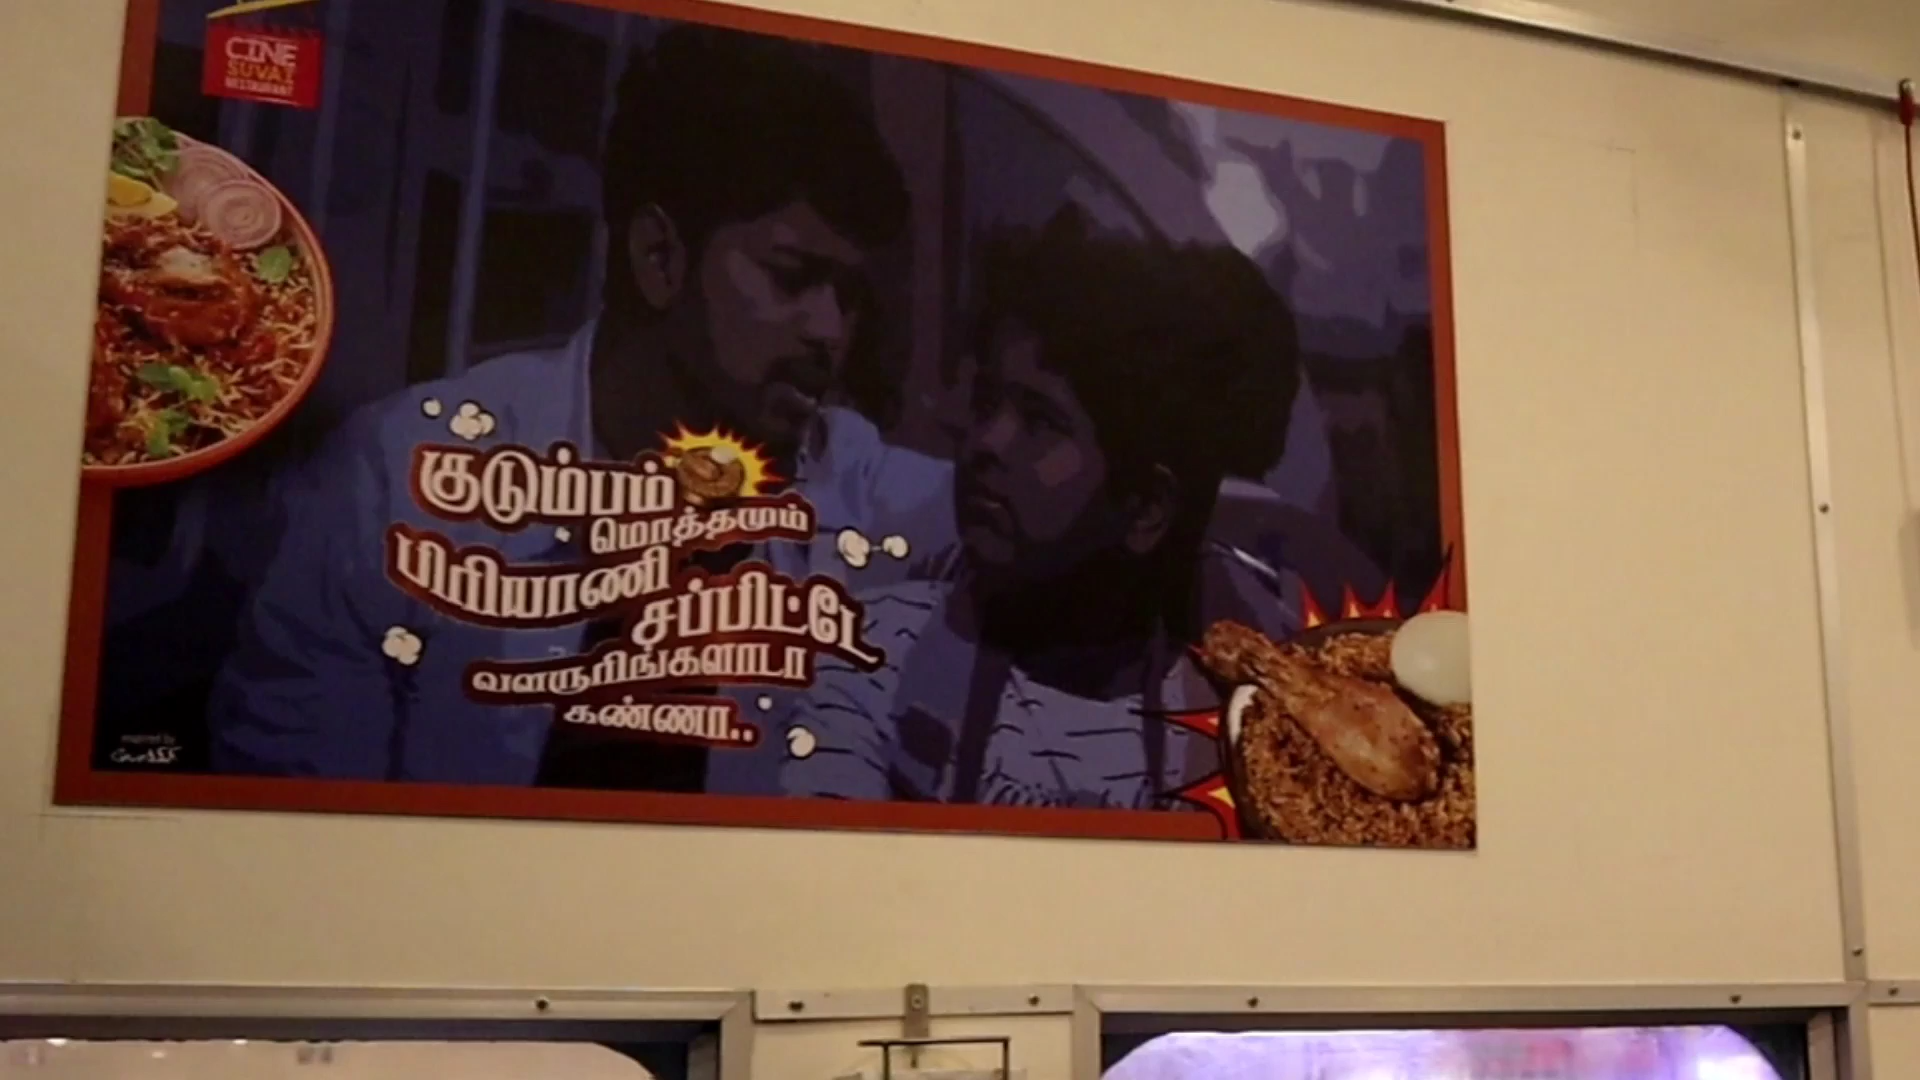 CINE
SUVAI
RESTAURANT
குடும்பம்
மொத்தமும்
பிரியாணி
சப்பிட்டே
வளருரிங்களாடா
கண்ணா..